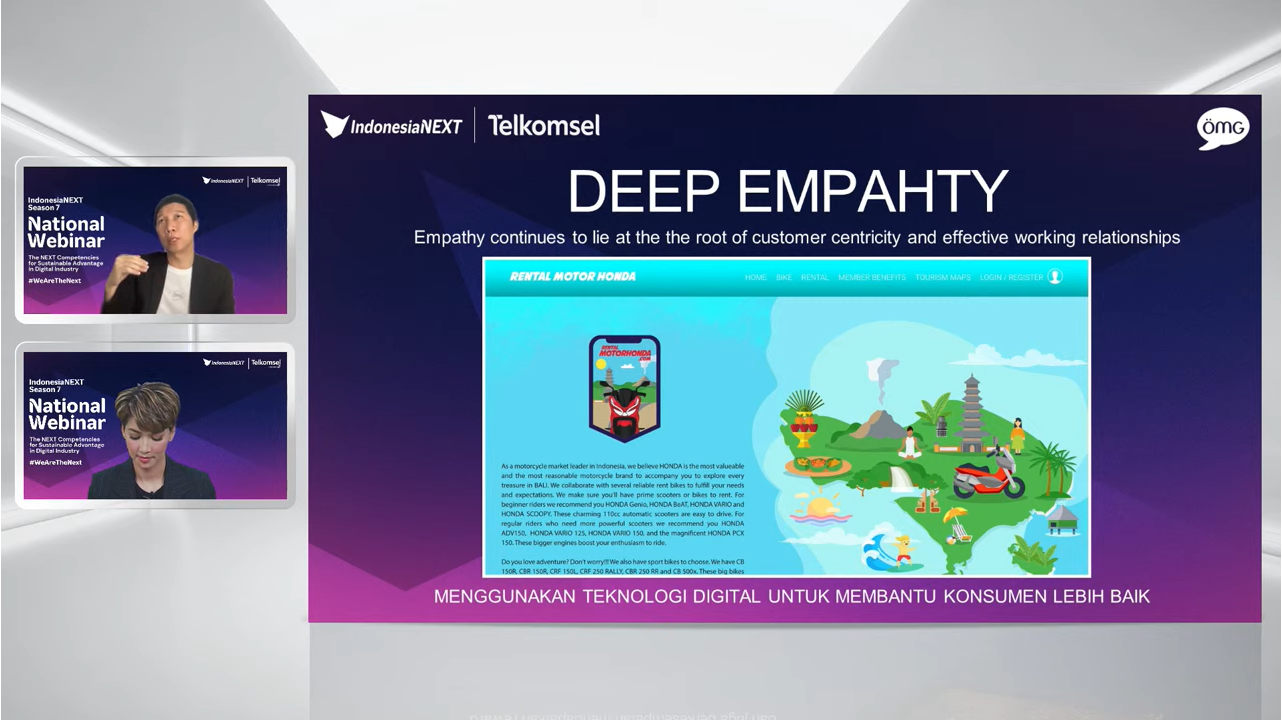 IndonesiaNEXT Telkomsel
IndonesiaNEXT
Season 7
National
Webinar
The NEXT Competencies
for Sustainable Advantage
in Digital Industry
#WeAreTheNext
IndonesiaNEXT Telkomsel
IndonesiaNEXT
Season 7
National
Webinar
The NEXT Competencies
for Sustainable Advantage
in Digital Industry
#WeAreTheNext
IndonesiaNEXT Telkomsel
ÖMG
DEEP EMPAHTY
Empathy continues to lie at the the root of customer centricity and effective working relationships
RENTAL MOTOR HONDA HOME BIKE RENTAL MEMBER BENEFITS TOURISM MAPS LOGIN / REGISTER
RENTAL
MOTORHONDA
.COM
As a motorcycle market leader in Indonesia, we believe HONDA is the most valueable
and the most reasonable motorcycle brand to accompany you to explore every
treasure in BALI. We collaborate with several reliable rent bikes to fulfill your needs
and expectations. We make sure you'll have prime scooters or bikes to rent. For
beginner riders we recommend you HONDA Genio, HONDA BeAT, HONDA VARIO and
HONDA SCOOPY. These charming 110cc automatic scooters are easy to drive. For
regular riders who need more powerful scooters we recommend you HONDA
ADV150, HONDA VARIO 125, HONDA VARIO 150, and the magnificent HONDA PCX
150. These bigger engines boost your enthusiasm to ride.
Do you love adventure? Don't worry!!! We also have sport bikes to choose. We have CB
150R, CBR 150R, CRF 150L, CRF 250 RALLY, CBR 250 RR and CB 500x. These big bikes
MENGGUNAKAN TEKNOLOGI DIGITAL UNTUK MEMBANTU KONSUMEN LEBIH BAIK